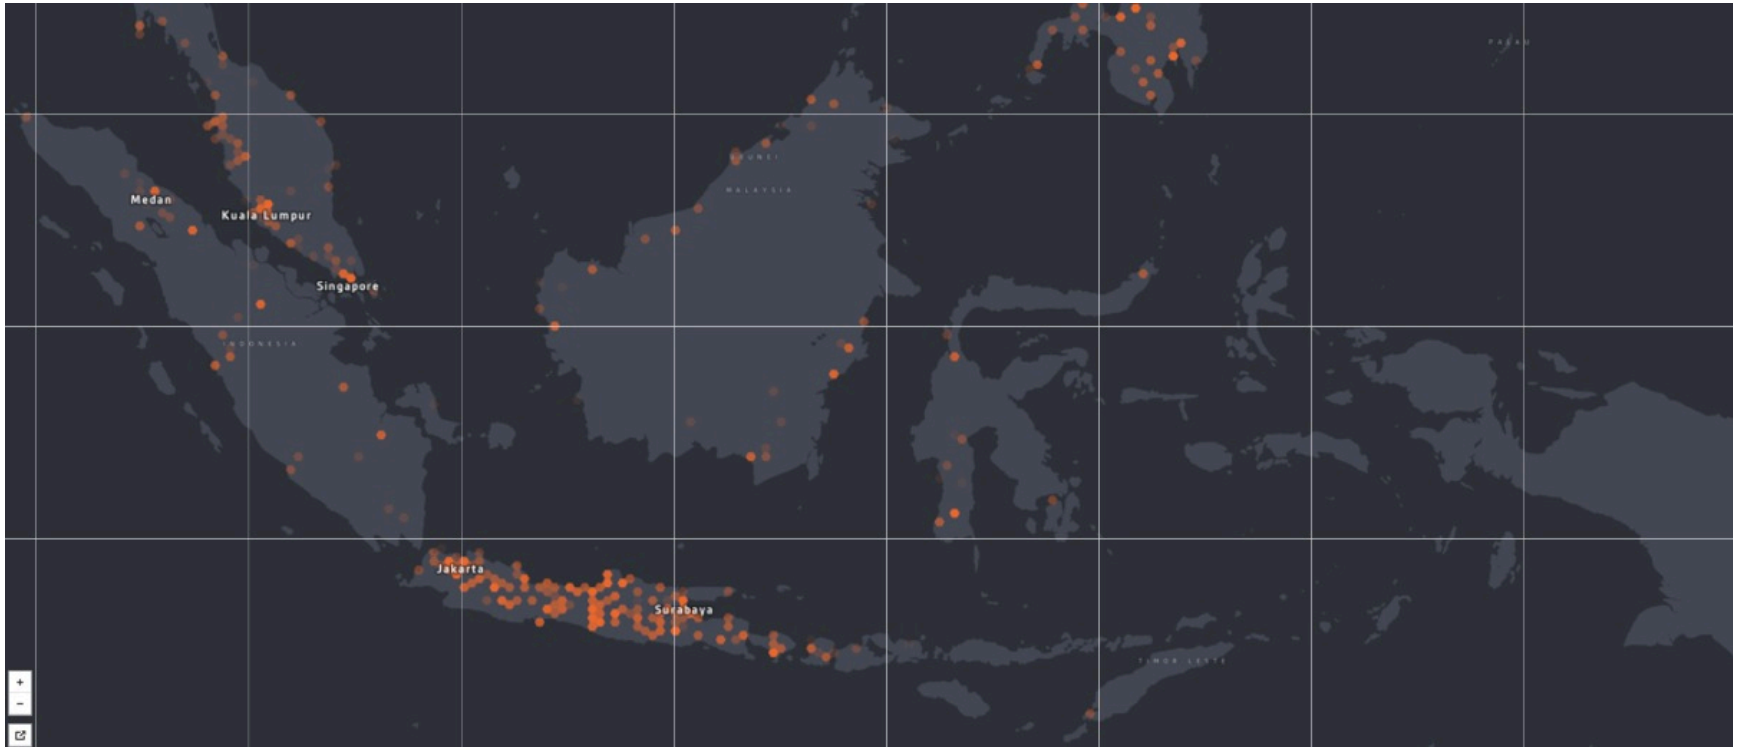 PALAU
BRUNEI
MALAYSIA
Medan
Kuala Lumpur
Singapore
INDONESIA
Jakarta
Surabaya
TIMOR LESTE
+
−